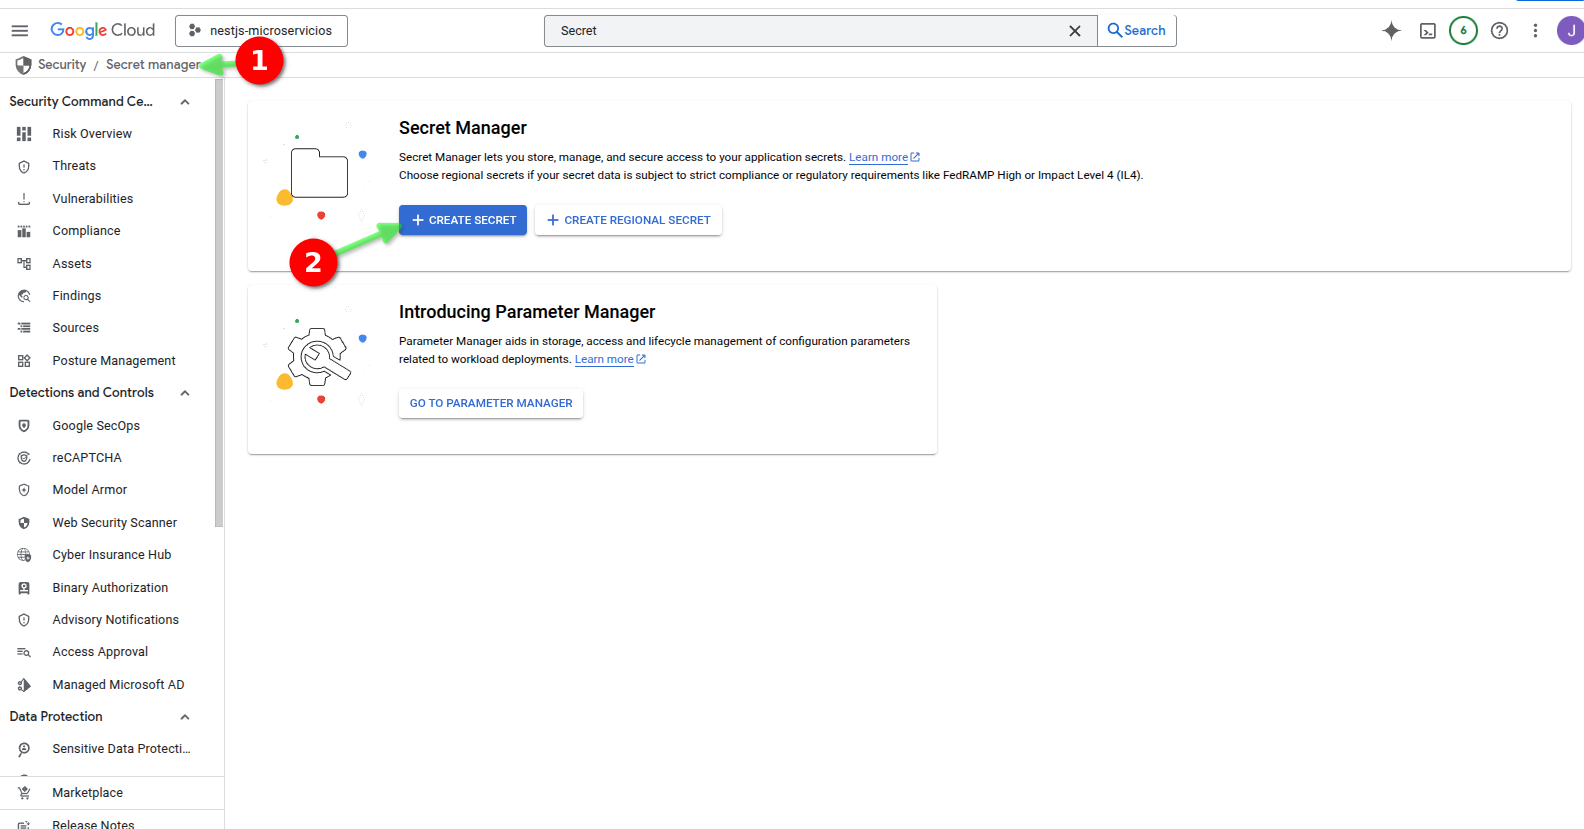 Google Cloud
nestjs-microservicios
Secret
Search
6
J
Security / Secret manager
1
Security Command Ce...
Risk Overview
Threats
Vulnerabilities
Compliance
Assets
Findings
Sources
Posture Management
Detections and Controls
Google SecOps
reCAPTCHA
Model Armor
Web Security Scanner
Cyber Insurance Hub
Binary Authorization
Advisory Notifications
Access Approval
Managed Microsoft AD
Data Protection
Sensitive Data Protecti...
Marketplace
Release Notes
Secret Manager
Secret Manager lets you store, manage, and secure access to your application secrets. Learn more
Choose regional secrets if your secret data is subject to strict compliance or regulatory requirements like FedRAMP High or Impact Level 4 (IL4).
CREATE SECRET
CREATE REGIONAL SECRET
2
Introducing Parameter Manager
Parameter Manager aids in storage, access and lifecycle management of configuration parameters
related to workload deployments. Learn more
GO TO PARAMETER MANAGER